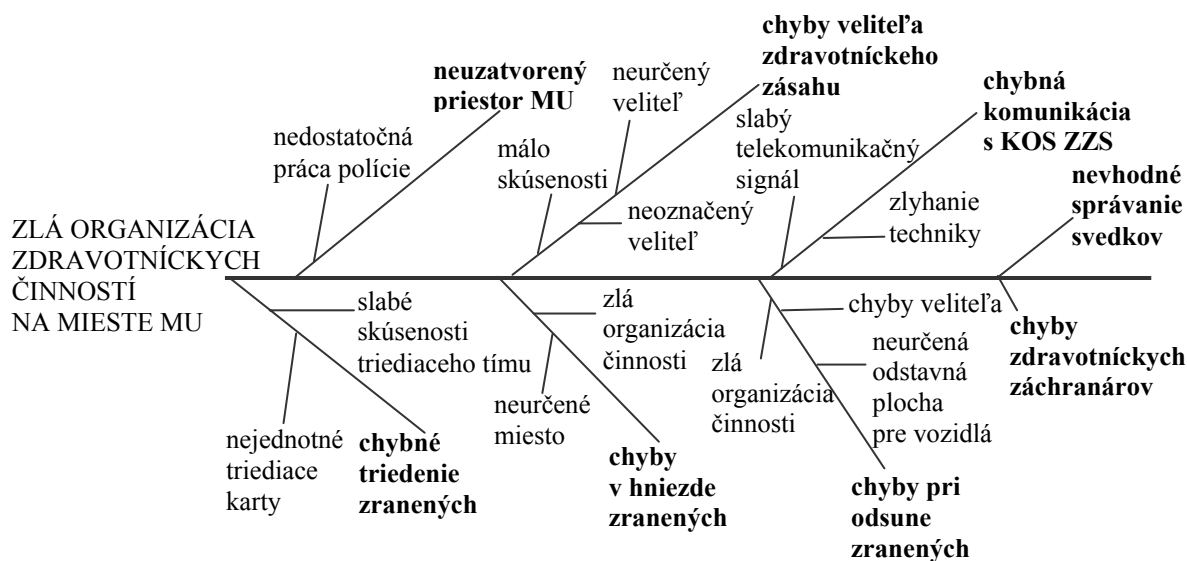 neuzatvorený
priestor MU
nedostatočná
práca polície
chyby veliteľa
zdravotníckeho
zásahu
neurčený
veliteľ
málo
skúsenosti
neoznačený
veliteľ
chybná
komunikácia
s KOS ZZS
slabý
telekomunikačný
signál
zlyhanie
techniky
nevhodné
správanie
svedkov
ZLÁ ORGANIZÁCIA
ZDRAVOTNÍCKYCH
ČINNOSTÍ
NA MIESTE MU
slabé
skúsenosti
triediaceho tímu
nejednotné
triediace
karty
chybné
triedenie
zranených
zlá
organizácia
činnosti
neurčené
miesto
chyby
v hniezde
zranených
chyby veliteľa
zlá
organizácia
činnosti
neurčená
odstavná
plocha
pre vozidlá
chyby pri
odsune
zranených
chyby
zdravotníckych
záchranárov